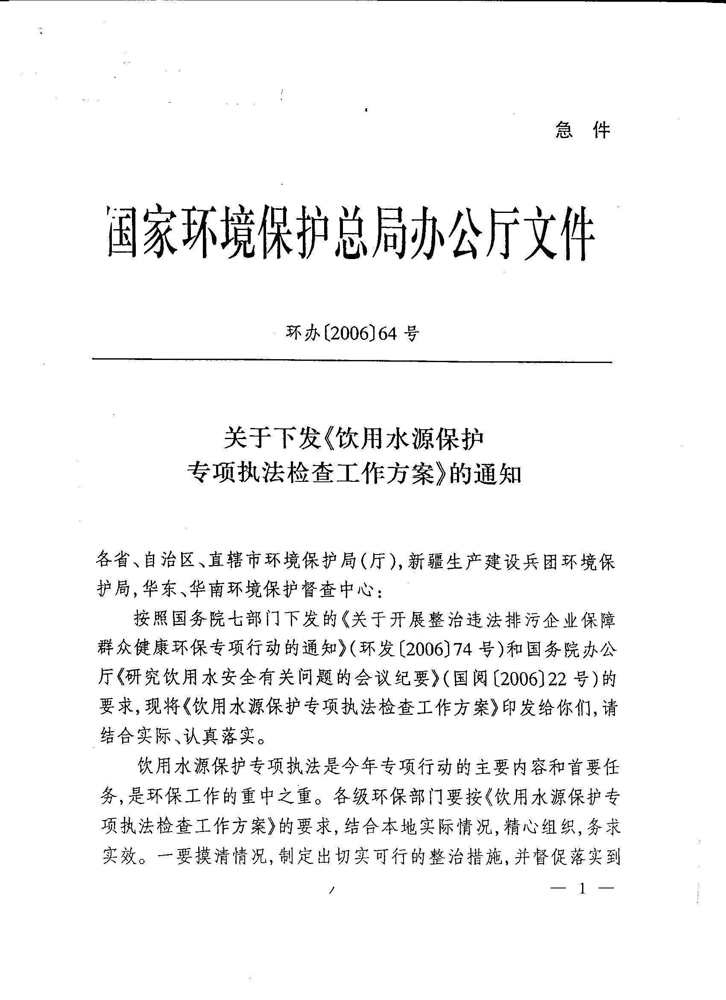 急 件
国家环境保护总局办公厅文件
环办〔2006〕64 号
关于下发《饮用水源保护
专项执法检查工作方案》的通知
各省、自治区、直辖市环境保护局(厅),新疆生产建设兵团环境保
护局,华东、华南环境保护督查中心:
按照国务院七部门下发的《关于开展整治违法排污企业保障
群众健康环保专项行动的通知》(环发〔2006〕74 号)和国务院办公
厅《研究饮用水安全有关问题的会议纪要》(国阅〔2006〕22 号)的
要求,现将《饮用水源保护专项执法检查工作方案》印发给你们,请
结合实际、认真落实。
饮用水源保护专项执法是今年专项行动的主要内容和首要任
务,是环保工作的重中之重。各级环保部门要按《饮用水源保护专
项执法检查工作方案》的要求,结合本地实际情况,精心组织,务求
实效。一要摸清情况,制定出切实可行的整治措施,并督促落实到
— 1 —